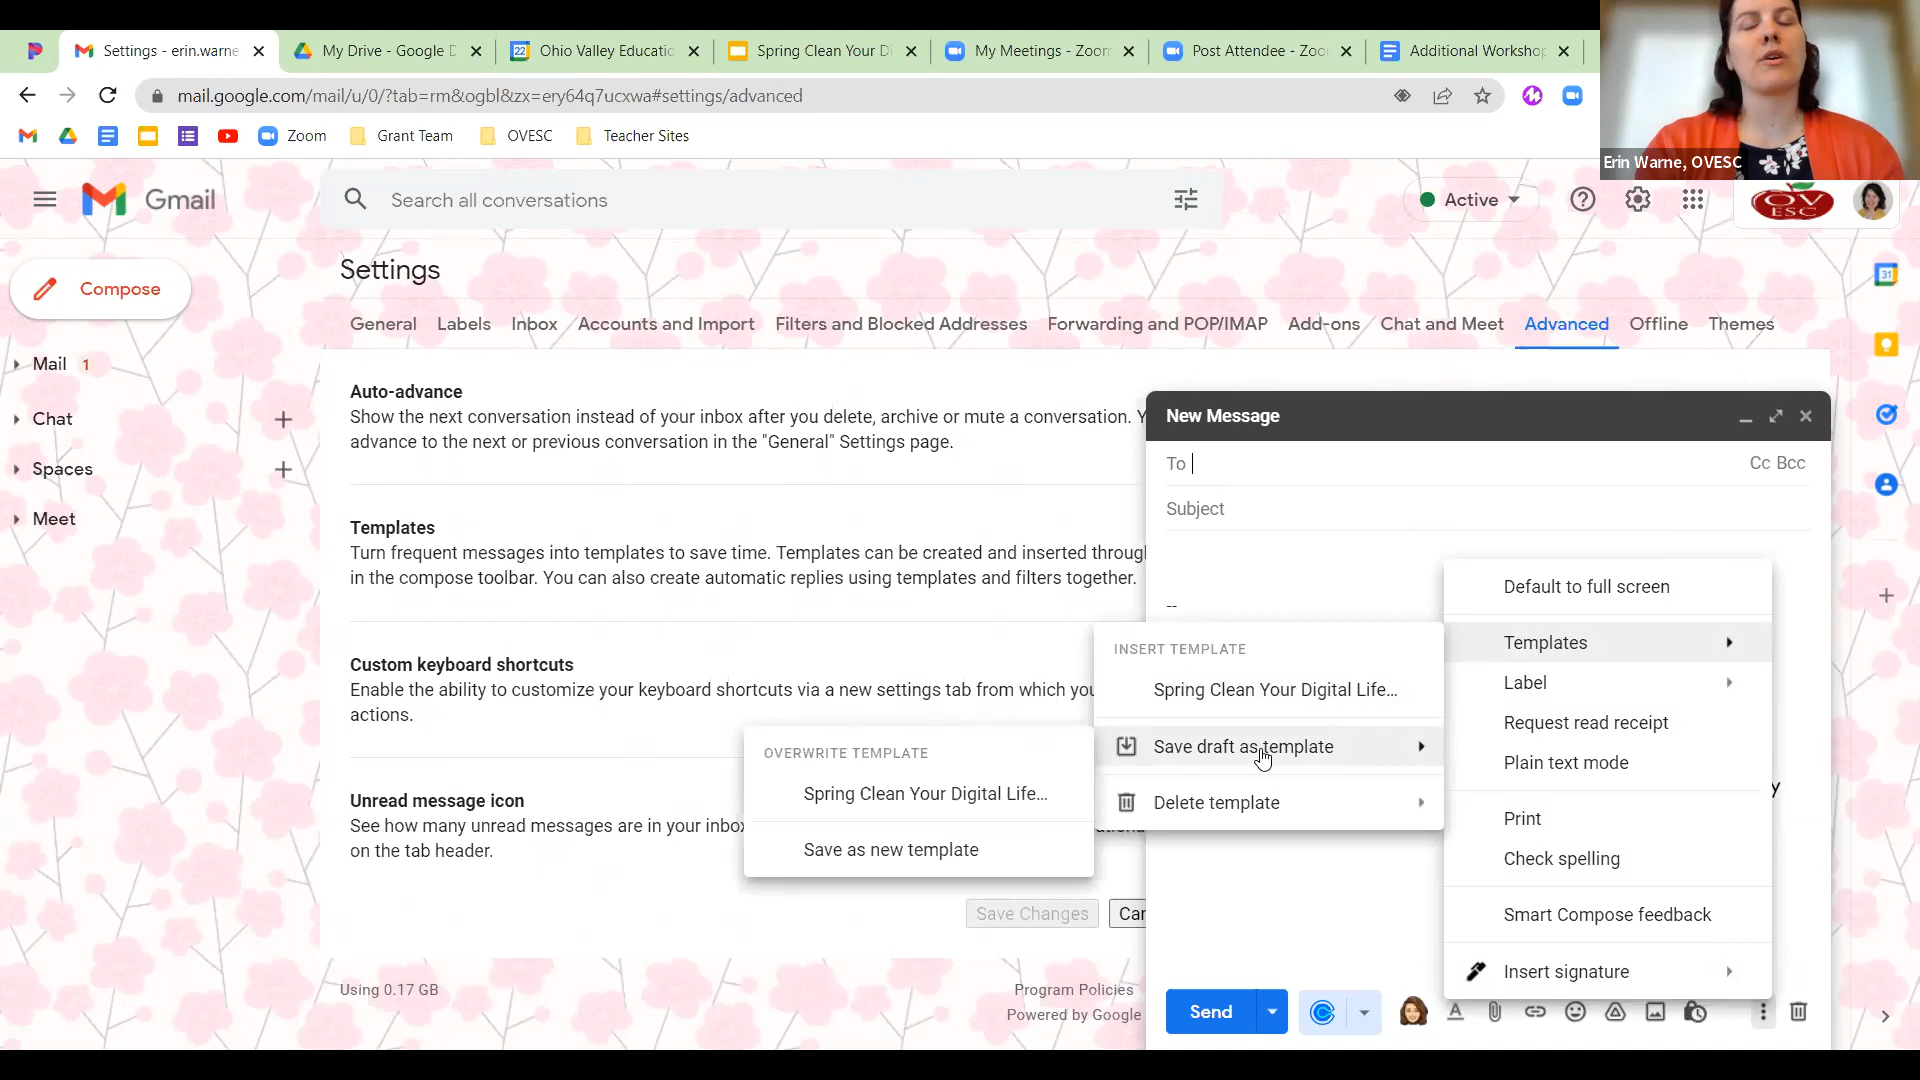 Settings - erin.warne
My Drive - Google D
Ohio Valley Educatio
Spring Clean Your Di
My Meetings - Zoom
Post Attendee - Zoo
Additional Workshop
mail.google.com/mail/u/0/?tab=rm&ogbl&zx=ery64q7ucxwa#settings/advanced
Zoom
Grant Team
OVESC
Teacher Sites
Erin Warne, OVESC
Gmail
Search all conversations
Active
OV
ESC
Settings
Compose
General
Labels
Inbox
Accounts and Import
Filters and Blocked Addresses
Forwarding and POP/IMAP
Add-ons
Chat and Meet
Advanced
Offline
Themes
Mail 1
Chat
Spaces
Meet
Auto-advance
Show the next conversation instead of your inbox after you delete, archive or mute a conversation. Y
advance to the next or previous conversation in the "General" Settings page.
Templates
Turn frequent messages into templates to save time. Templates can be created and inserted throug
in the compose toolbar. You can also create automatic replies using templates and filters together.
Custom keyboard shortcuts
Enable the ability to customize your keyboard shortcuts via a new settings tab from which you
actions.
Unread message icon
See how many unread messages are in your inbox
on the tab header.
Save Changes
Can
Using 0.17 GB
Program Policies
Powered by Google
New Message
To
Cc Bcc
Subject
--
INSERT TEMPLATE
Spring Clean Your Digital Life...
Save draft as template
Delete template
OVERWRITE TEMPLATE
Spring Clean Your Digital Life...
Save as new template
Default to full screen
Templates
Label
Request read receipt
Plain text mode
Print
Check spelling
Smart Compose feedback
Insert signature
y
Send
22
31